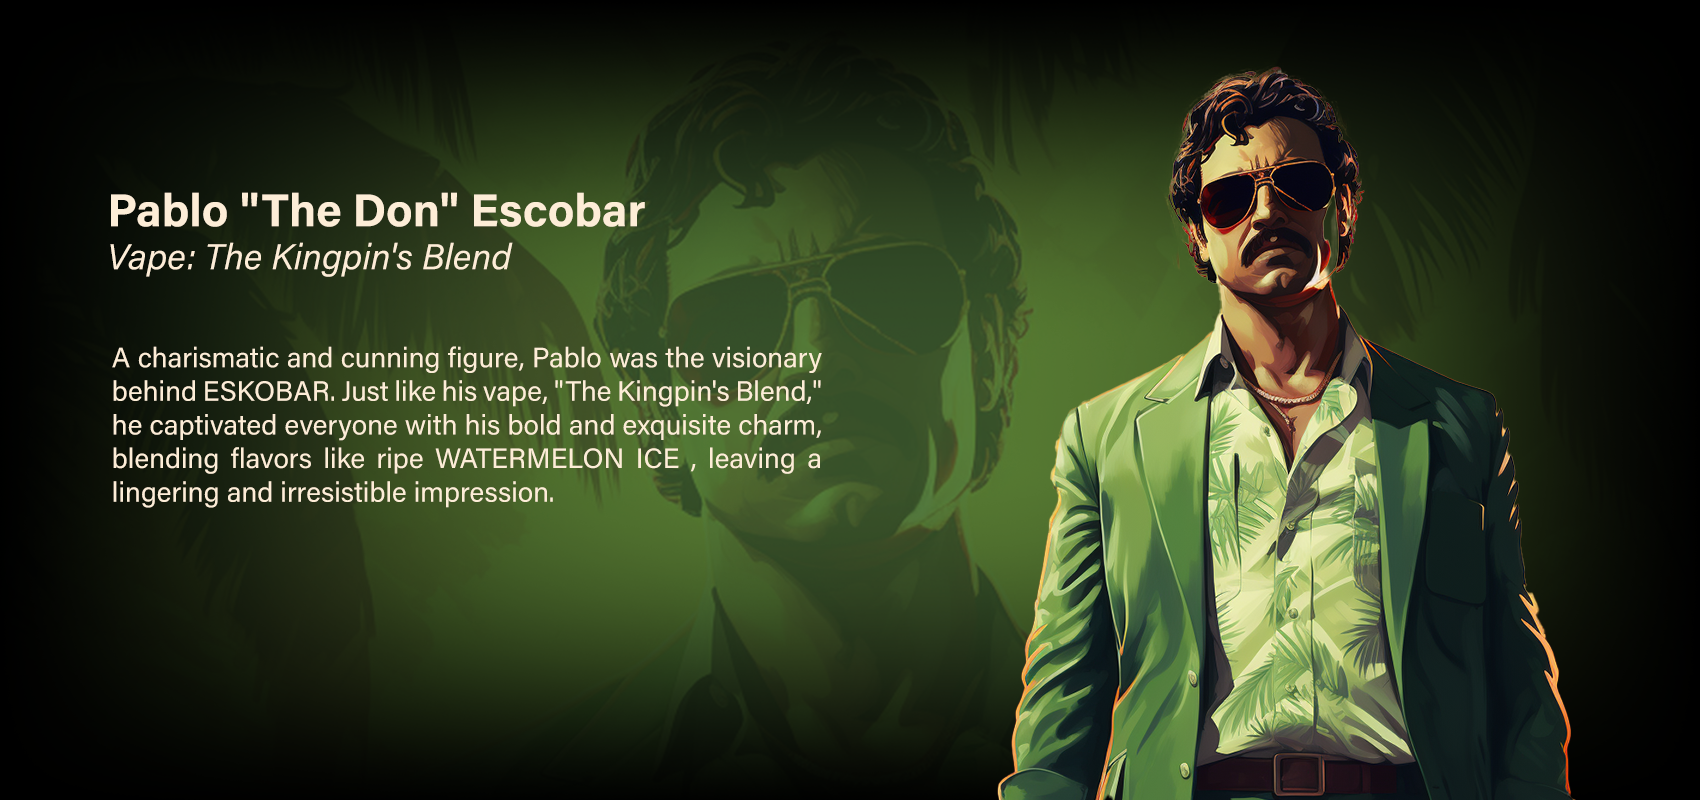 Pablo "The Don" Escobar
Vape: The Kingpin's Blend
A charismatic and cunning figure, Pablo was the visionary
behind ESKOBAR. Just like his vape, "The Kingpin's Blend,"
he captivated everyone with his bold and exquisite charm,
blending flavors like ripe WATERMELON ICE , leaving a
lingering and irresistible impression.